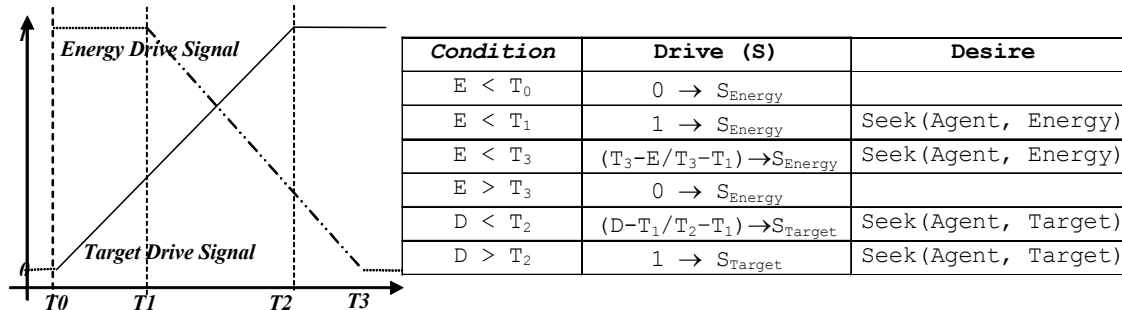 1
Energy Drive Signal
Target Drive Signal
0
T0 T1 T2 T3
Condition Drive (S) Desire
E < T₀ 0 → S_Energy
E < T₁ 1 → S_Energy Seek(Agent, Energy)
E < T₃ (T₃-E/T₃-T₁)→S_Energy Seek(Agent, Energy)
E > T₃ 0 → S_Energy
D < T₂ (D-T₁/T₂-T₁)→S_Target Seek(Agent, Target)
D > T₂ 1 → S_Target Seek(Agent, Target)